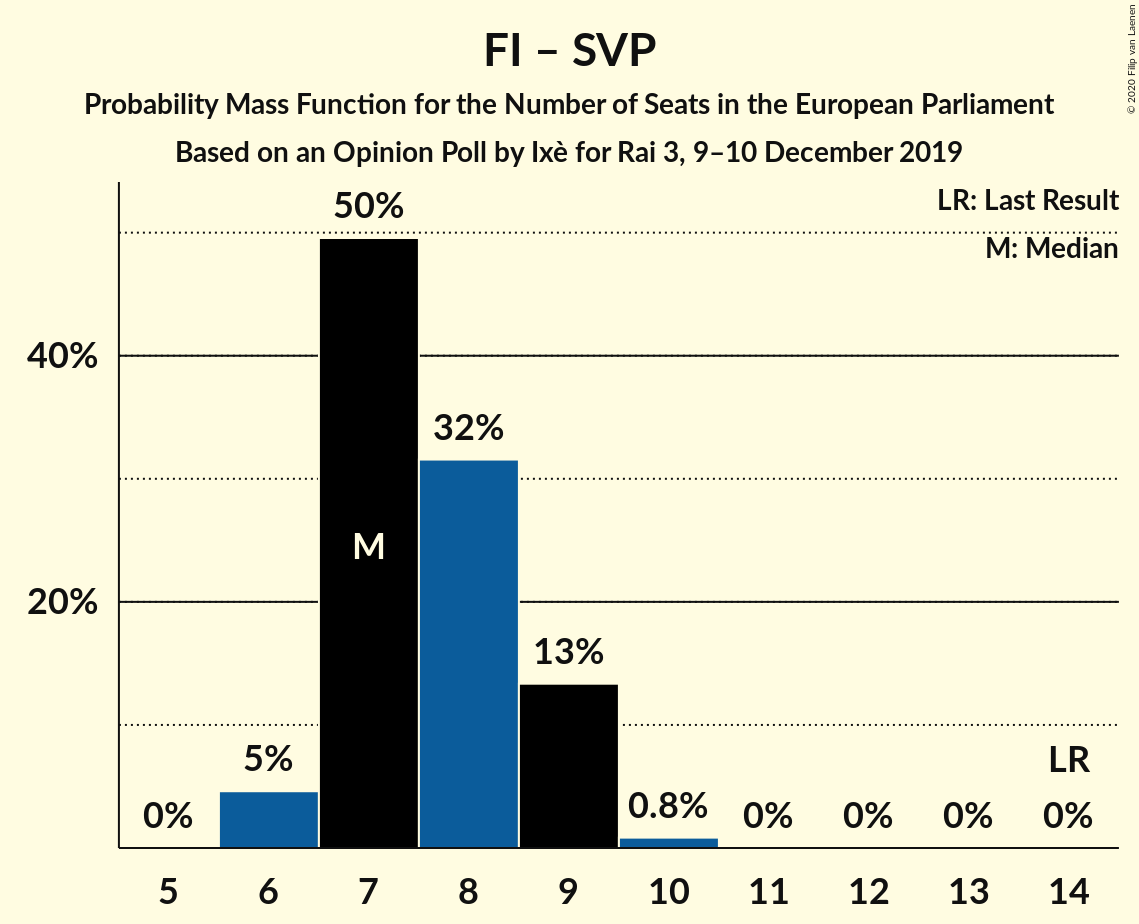 FI – SVP
Probability Mass Function for the Number of Seats in the European Parliament
Based on an Opinion Poll by Ixè for Rai 3, 9–10 December 2019
© 2020 Filip van Laenen
LR: Last Result
M: Median
50%
40%
32%
M
20%
13%
5%
LR
0%
0.8%
0%
0%
0%
0%
5
6
7
8
9
10
11
12
13
14